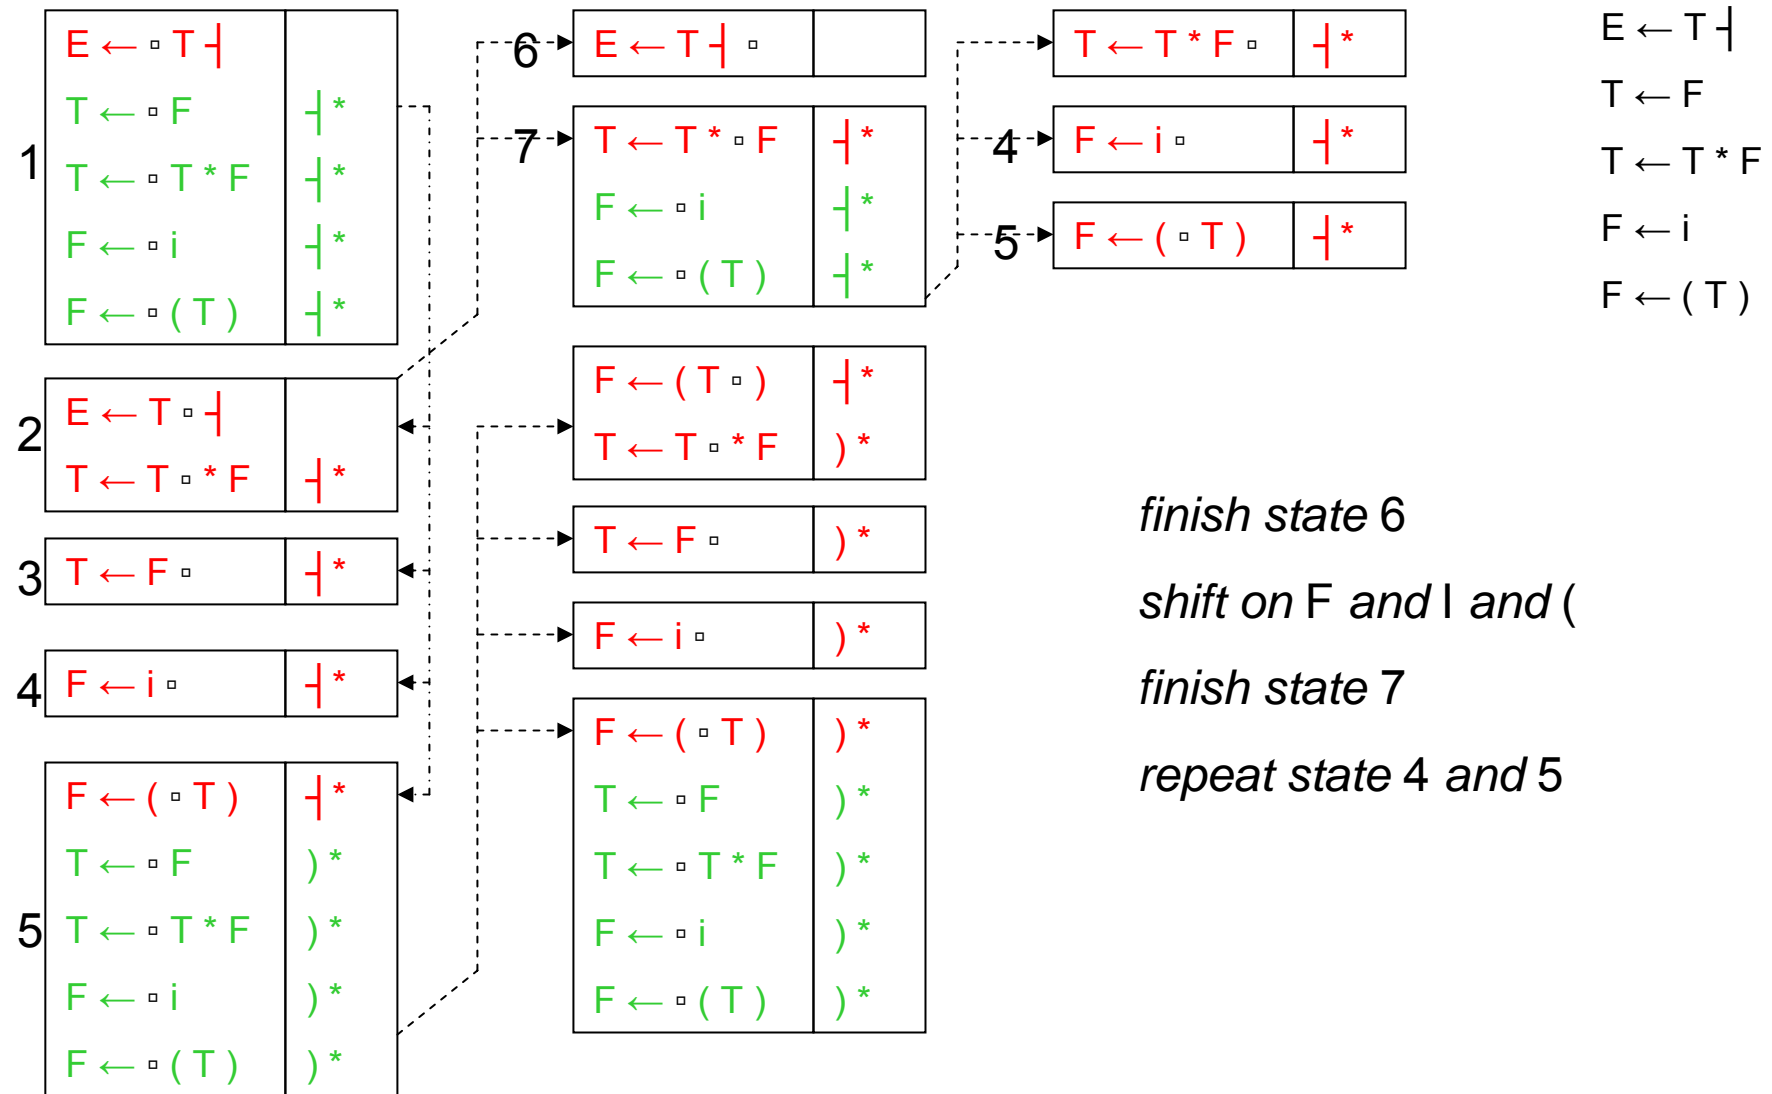 1
E ← ▫ T ┤
T ← ▫ F ┤*
T ← ▫ T * F ┤*
F ← ▫ i ┤*
F ← ▫ ( T ) ┤*
2
E ← T ▫ ┤
T ← T ▫ * F ┤*
3
T ← F ▫ ┤*
4
F ← i ▫ ┤*
5
F ← ( ▫ T ) ┤*
T ← ▫ F ) *
T ← ▫ T * F ) *
F ← ▫ i ) *
F ← ▫ ( T ) ) *
6
E ← T ┤ ▫
7
T ← T * ▫ F ┤*
F ← ▫ i ┤*
F ← ▫ ( T ) ┤*
F ← ( T ▫ ) ┤*
T ← T ▫ * F ) *
T ← F ▫ ) *
F ← i ▫ ) *
F ← ( ▫ T ) ) *
T ← ▫ F ) *
T ← ▫ T * F ) *
F ← ▫ i ) *
F ← ▫ ( T ) ) *
T ← T * F ▫ ┤*
4
F ← i ▫ ┤*
5
F ← ( ▫ T ) ┤*
E ← T ┤
T ← F
T ← T * F
F ← i
F ← ( T )
finish state 6
shift on F and I and (
finish state 7
repeat state 4 and 5